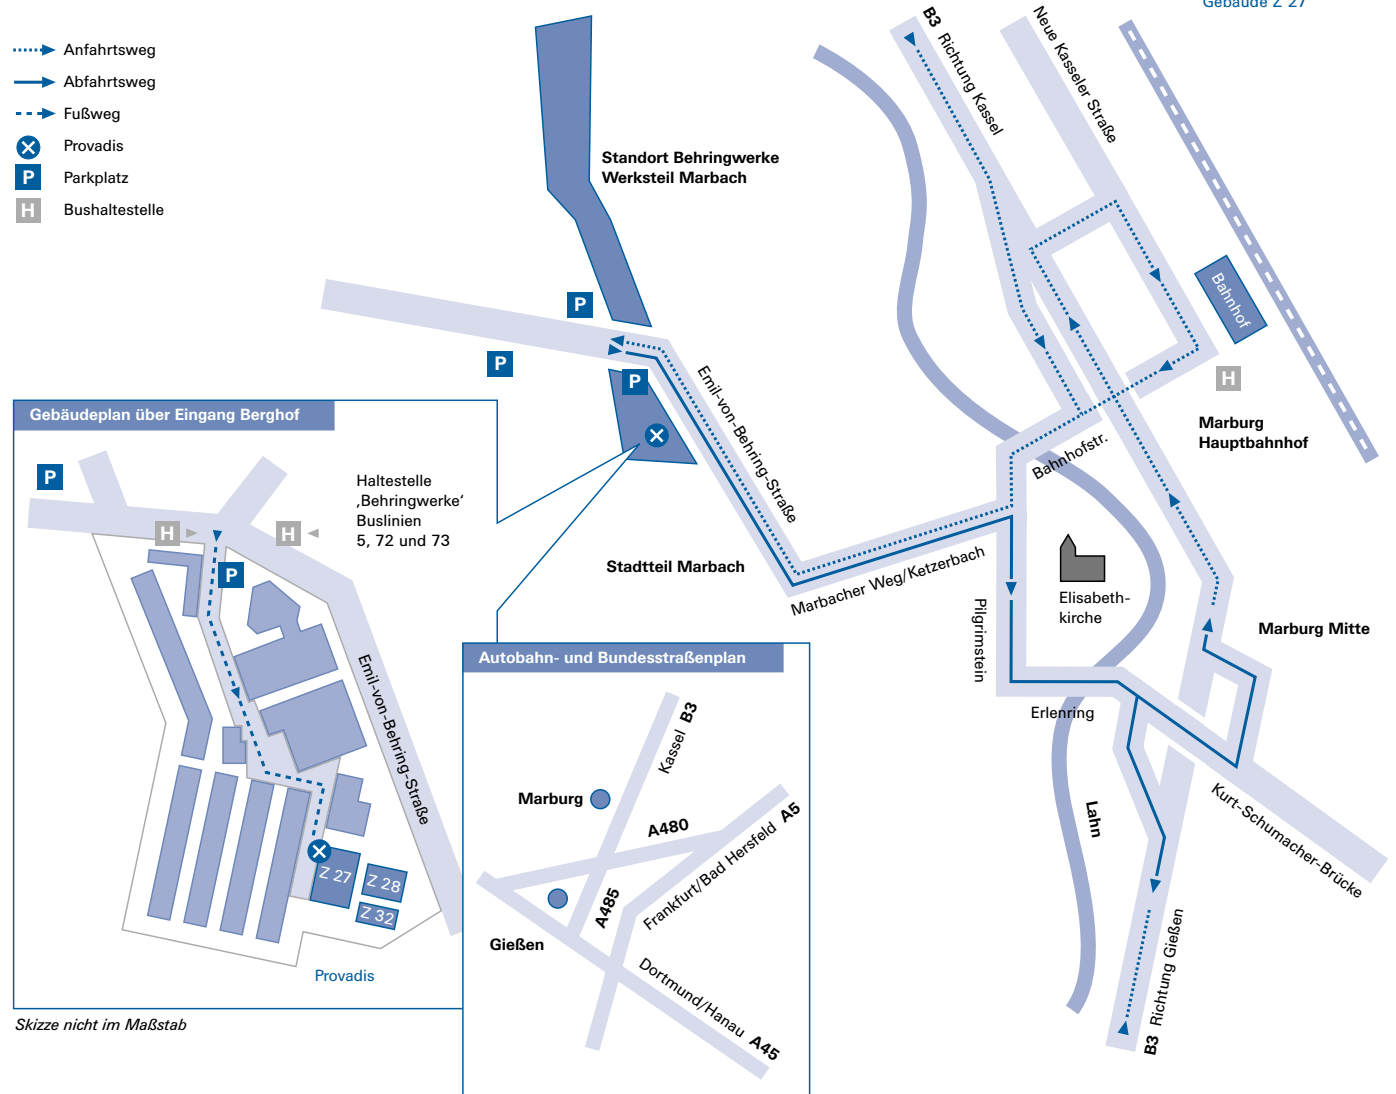 Gebäude Z 27
Anfahrtsweg
Abfahrtsweg
Fußweg
Provadis
P Parkplatz
H Bushaltestelle
Standort Behringwerke
Werksteil Marbach
B3 Richtung Kassel
Neue Kasseler Straße
Bahnhof
H
Marburg
Hauptbahnhof
P
P
P
Emil-von-Behring-Straße
Bahnhofstr.
Stadtteil Marbach
Marbacher Weg/Ketzerbach
Elisabeth-
kirche
Pilgrimstein
Marburg Mitte
Erlenring
Lahn
Kurt-Schumacher-Brücke
B3 Richtung Gießen
Gebäudeplan über Eingang Berghof
P
Haltestelle
‚Behringwerke‘
Buslinien
5, 72 und 73
H
H
P
Emil-von-Behring-Straße
Z 27
Z 28
Z 32
Provadis
Skizze nicht im Maßstab
Autobahn- und Bundesstraßenplan
Kassel B3
Marburg
A480
Frankfurt/Bad Hersfeld A5
A485
Gießen
Dortmund/Hanau A45